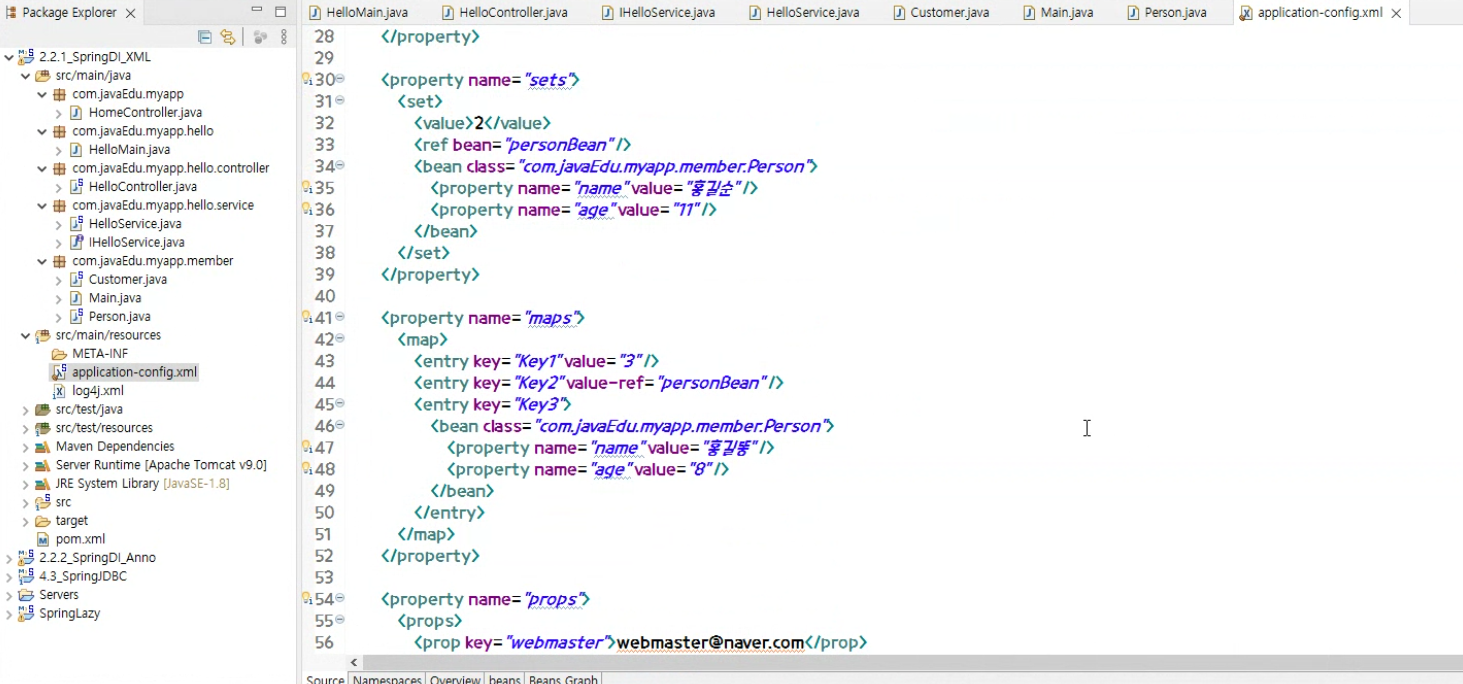 Package Explorer
HelloMain.java
HelloController.java
IHelloService.java
HelloService.java
Customer.java
Main.java
Person.java
application-config.xml
2.2.1_SpringDI_XML
src/main/java
com.javaEdu.myapp
HomeController.java
com.javaEdu.myapp.hello
HelloMain.java
com.javaEdu.myapp.hello.controller
HelloController.java
com.javaEdu.myapp.hello.service
HelloService.java
IHelloService.java
com.javaEdu.myapp.member
Customer.java
Main.java
Person.java
src/main/resources
META-INF
application-config.xml
log4j.xml
src/test/java
src/test/resources
Maven Dependencies
Server Runtime [Apache Tomcat v9.0]
JRE System Library [JavaSE-1.8]
src
target
pom.xml
2.2.2_SpringDI_Anno
4.3_SpringJDBC
Servers
SpringLazy
28 </property>
29
30 <property name="sets">
31 <set>
32 <value>2</value>
33 <ref bean="personBean"/>
34 <bean class="com.javaEdu.myapp.member.Person">
35 <property name="name"value="홍길순"/>
36 <property name="age"value="11"/>
37 </bean>
38 </set>
39 </property>
40
41 <property name="maps">
42 <map>
43 <entry key="Key1"value="3"/>
44 <entry key="Key2"value-ref="personBean"/>
45 <entry key="Key3">
46 <bean class="com.javaEdu.myapp.member.Person">
47 <property name="name"value="홍길똥"/>
48 <property name="age"value="8"/>
49 </bean>
50 </entry>
51 </map>
52 </property>
53
54 <property name="props">
55 <props>
56 <prop key="webmaster">webmaster@naver.com</prop>
Source Namespaces Overview beans Beans Graph